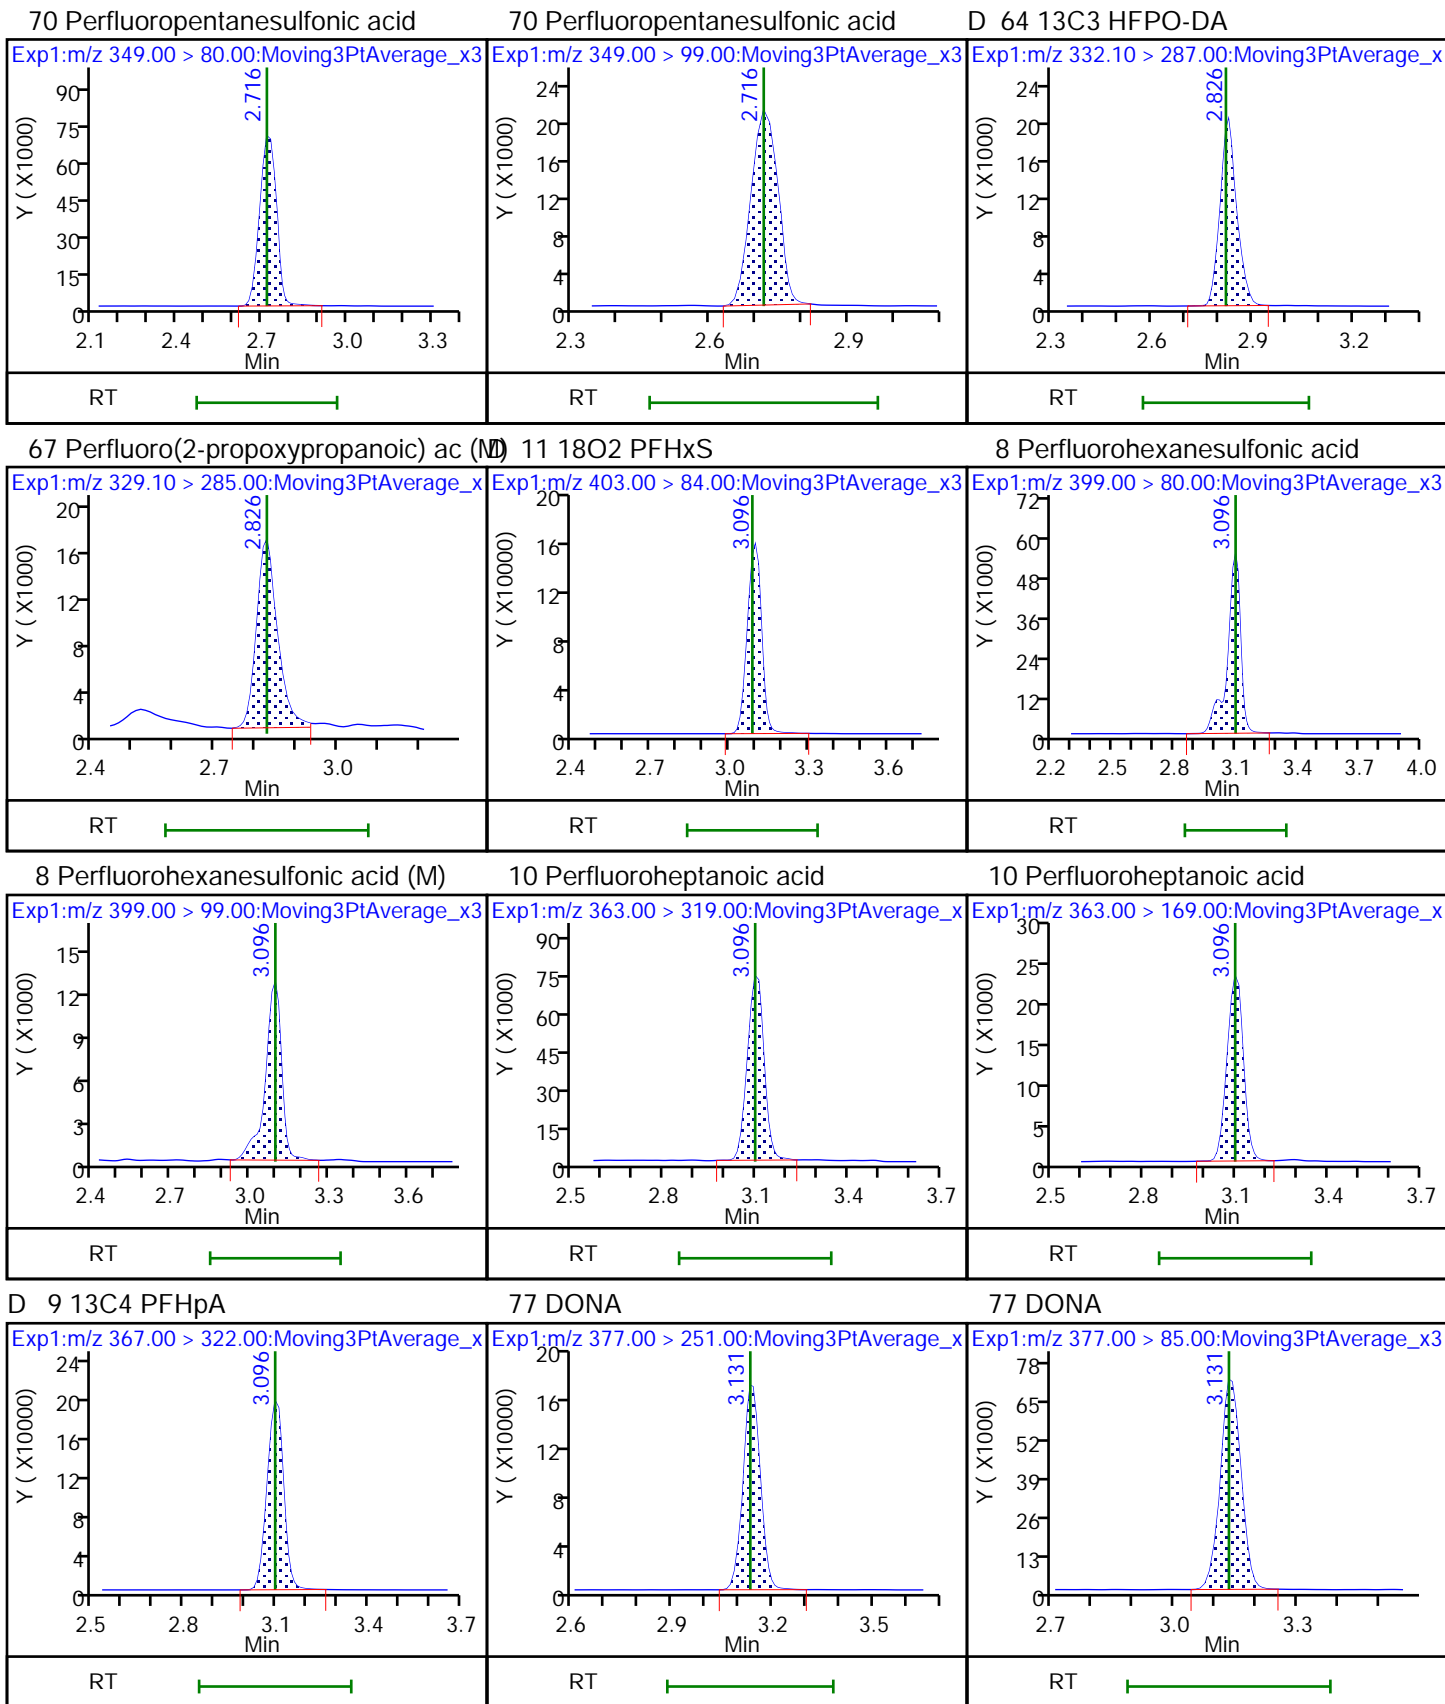 70 Perfluoropentanesulfonic acid
Exp1:m/z 349.00 > 80.00:Moving3PtAverage_x3
2.716
Y ( X1000)
90
75
60
45
30
15
0
2.1 2.4 2.7 3.0 3.3
Min
RT
70 Perfluoropentanesulfonic acid
Exp1:m/z 349.00 > 99.00:Moving3PtAverage_x3
2.716
Y ( X1000)
24
20
16
12
8
4
0
2.3 2.6 2.9
Min
RT
D 64 13C3 HFPO-DA
Exp1:m/z 332.10 > 287.00:Moving3PtAverage_x
2.826
Y ( X1000)
24
20
16
12
8
4
0
2.3 2.6 2.9 3.2
Min
RT
67 Perfluoro(2-propoxypropanoic) ac (M)
Exp1:m/z 329.10 > 285.00:Moving3PtAverage_x
2.826
Y ( X1000)
20
16
12
8
4
0
2.4 2.7 3.0
Min
RT
D 11 18O2 PFHxS
Exp1:m/z 403.00 > 84.00:Moving3PtAverage_x3
3.096
Y ( X10000)
20
16
12
8
4
0
2.4 2.7 3.0 3.3 3.6
Min
RT
8 Perfluorohexanesulfonic acid
Exp1:m/z 399.00 > 80.00:Moving3PtAverage_x3
3.096
Y ( X1000)
72
60
48
36
24
12
0
2.2 2.5 2.8 3.1 3.4 3.7 4.0
Min
RT
8 Perfluorohexanesulfonic acid (M)
Exp1:m/z 399.00 > 99.00:Moving3PtAverage_x3
3.096
Y ( X1000)
15
12
9
6
3
0
2.4 2.7 3.0 3.3 3.6
Min
RT
10 Perfluoroheptanoic acid
Exp1:m/z 363.00 > 319.00:Moving3PtAverage_x
3.096
Y ( X1000)
90
75
60
45
30
15
0
2.5 2.8 3.1 3.4 3.7
Min
RT
10 Perfluoroheptanoic acid
Exp1:m/z 363.00 > 169.00:Moving3PtAverage_x
3.096
Y ( X1000)
30
25
20
15
10
5
0
2.5 2.8 3.1 3.4 3.7
Min
RT
D 9 13C4 PFHpA
Exp1:m/z 367.00 > 322.00:Moving3PtAverage_x
3.096
Y ( X10000)
24
20
16
12
8
4
0
2.5 2.8 3.1 3.4 3.7
Min
RT
77 DONA
Exp1:m/z 377.00 > 251.00:Moving3PtAverage_x
3.131
Y ( X10000)
20
16
12
8
4
0
2.6 2.9 3.2 3.5
Min
RT
77 DONA
Exp1:m/z 377.00 > 85.00:Moving3PtAverage_x3
3.131
Y ( X1000)
78
65
52
39
26
13
0
2.7 3.0 3.3
Min
RT